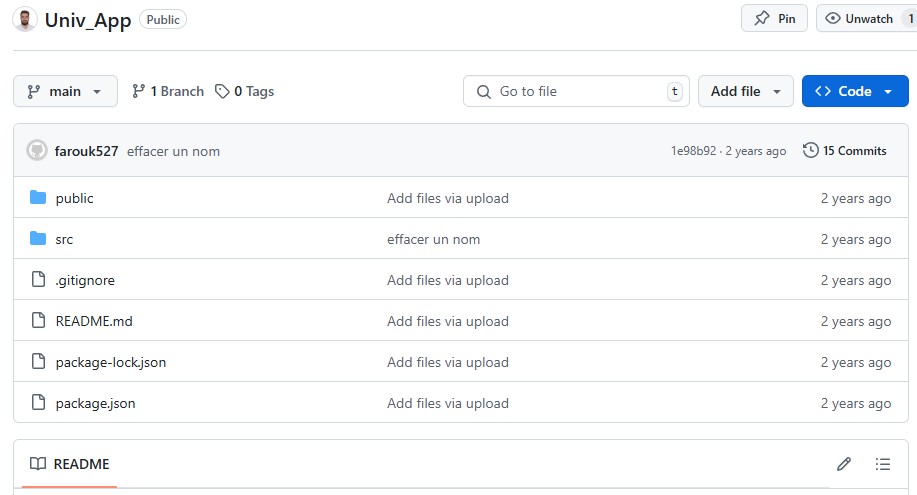 Univ_App Public Pin Unwatch 1
main 1 Branch 0 Tags Go to file t Add file Code
farouk527 effacer un nom 1e98b92 · 2 years ago 15 Commits
public Add files via upload 2 years ago
src effacer un nom 2 years ago
.gitignore Add files via upload 2 years ago
README.md Add files via upload 2 years ago
package-lock.json Add files via upload 2 years ago
package.json Add files via upload 2 years ago
README